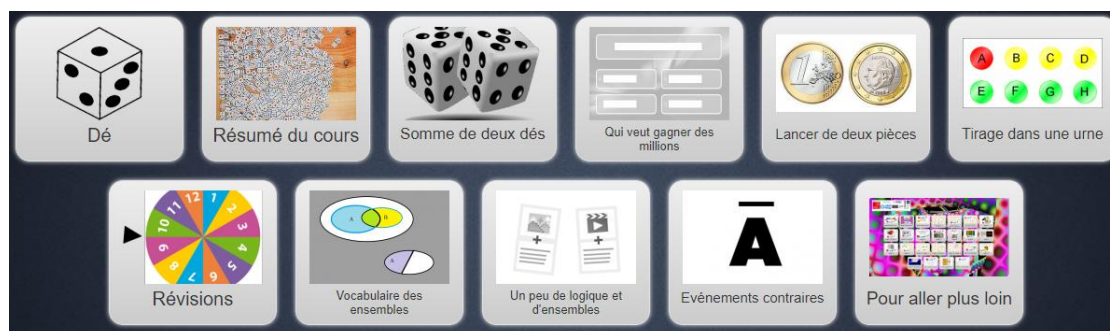 Dé
Résumé du cours
Somme de deux dés
Qui veut gagner des
millions
1
Lancer de deux pièces
A B C D
E F G H
Tirage dans une urne
12 1 2 3 4 5 6 7 8 9 10 11
Révisions
A B
A
Vocabulaire des
ensembles
+ +
Un peu de logique et
d'ensembles
Ā
Evénements contraires
Pour aller plus loin